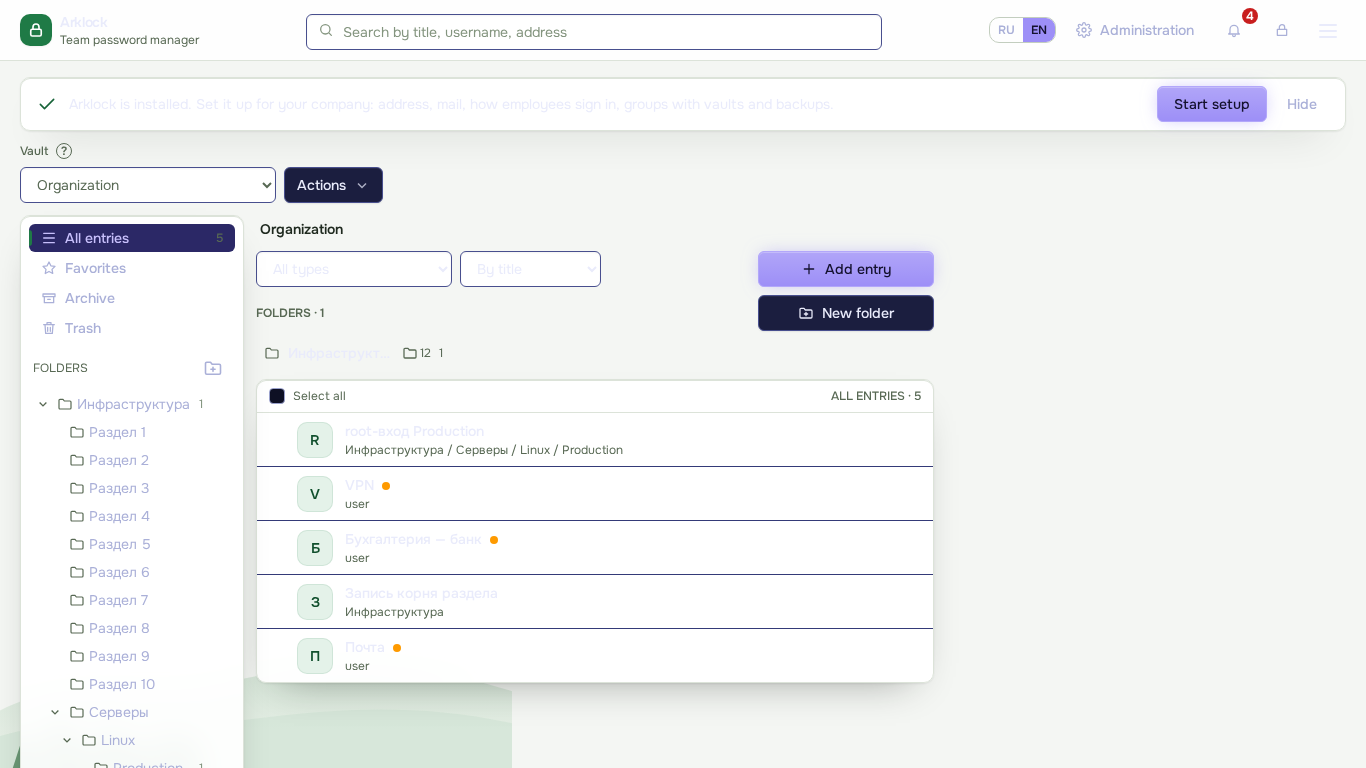 Arklock
Team password manager
Search by title, username, address
RU EN
Administration
4
Arklock is installed. Set it up for your company: address, mail, how employees sign in, groups with vaults and backups.
Start setup
Hide
Vault ?
Organization
Actions
All entries 5
Favorites
Archive
Trash
FOLDERS
Инфраструктура 1
Раздел 1
Раздел 2
Раздел 3
Раздел 4
Раздел 5
Раздел 6
Раздел 7
Раздел 8
Раздел 9
Раздел 10
Серверы
Linux
Production 1
Organization
All types
By title
Add entry
FOLDERS · 1
New folder
Инфраструкт… 12 1
Select all
ALL ENTRIES · 5
R
root-вход Production
Инфраструктура / Серверы / Linux / Production
V
VPN
user
Б
Бухгалтерия — банк
user
З
Запись корня раздела
Инфраструктура
П
Почта
user